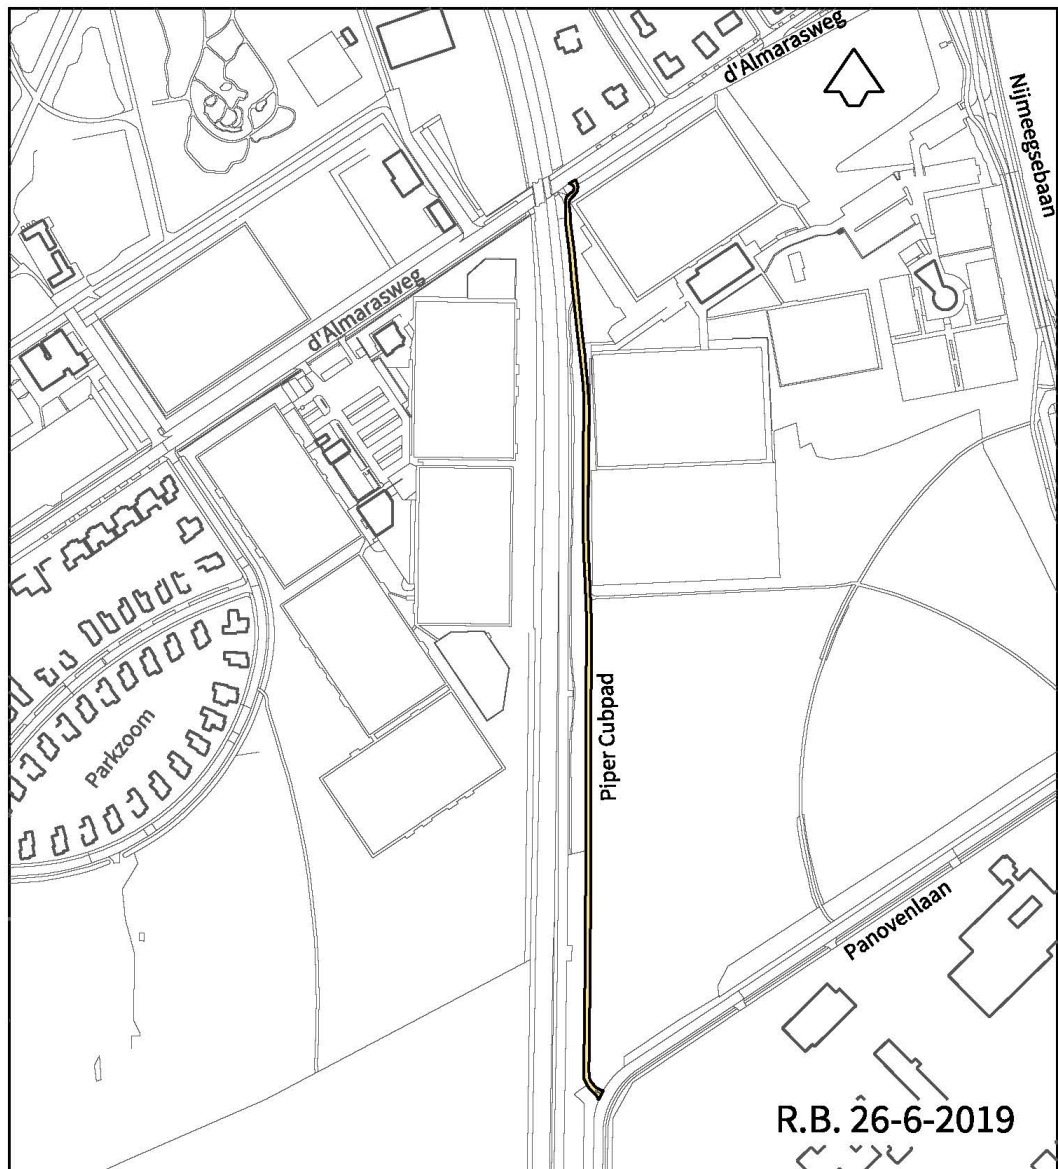 d'Almarasweg
Nijmeegsebaan
d'Almarasweg
Parkzoom
Piper Cubpad
Panovenlaan
R.B. 26-6-2019